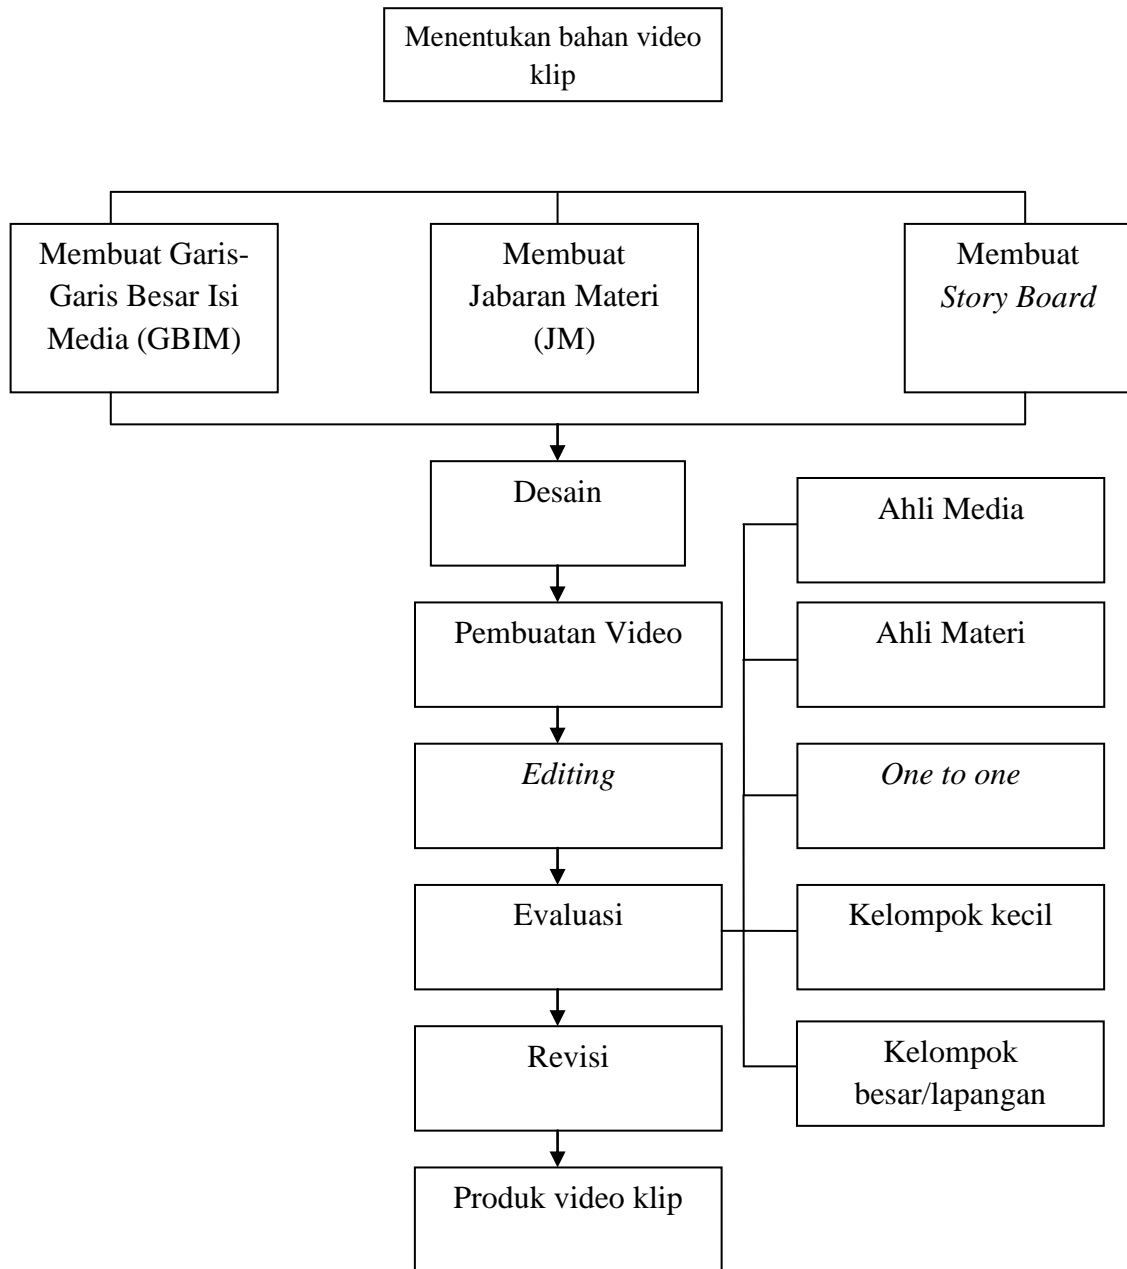 Menentukan bahan video
klip
Membuat Garis-
Garis Besar Isi
Media (GBIM)
Membuat
Jabaran Materi
(JM)
Membuat
Story Board
Desain
Ahli Media
Pembuatan Video
Ahli Materi
Editing
One to one
Evaluasi
Kelompok kecil
Revisi
Kelompok
besar/lapangan
Produk video klip